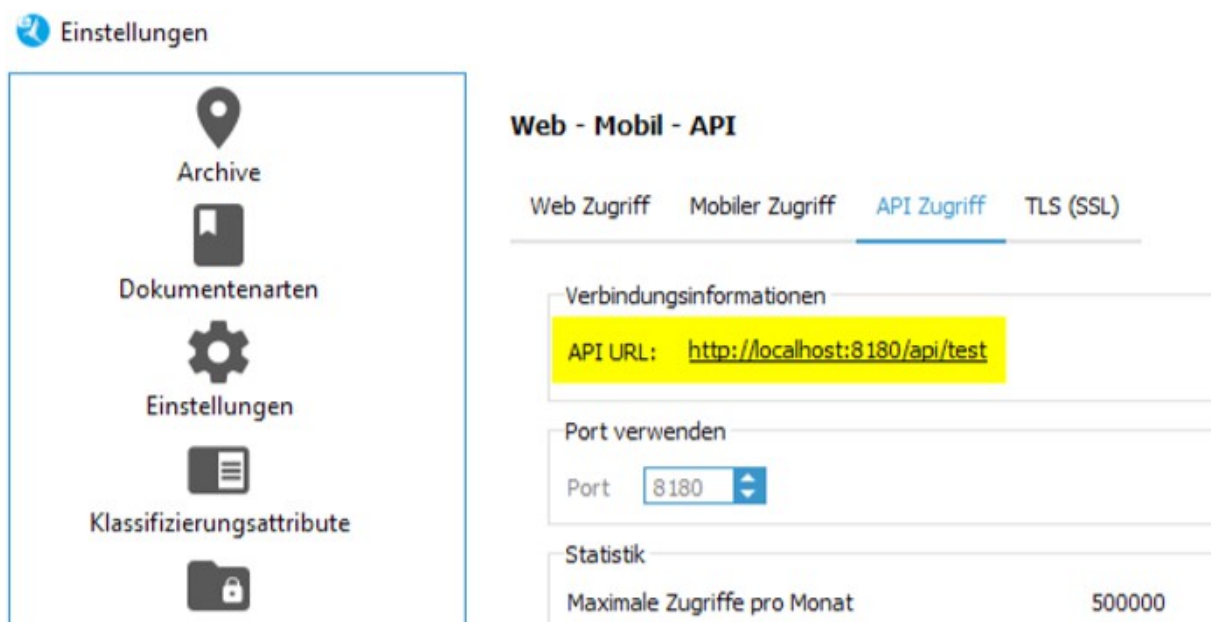 Einstellungen
Archive
Dokumentenarten
Einstellungen
Klassifizierungsattribute
Web - Mobil - API
Web Zugriff Mobiler Zugriff API Zugriff TLS (SSL)
Verbindungsinformationen
API URL: http://localhost:8180/api/test
Port verwenden
Port 8180
Statistik
Maximale Zugriffe pro Monat 500000